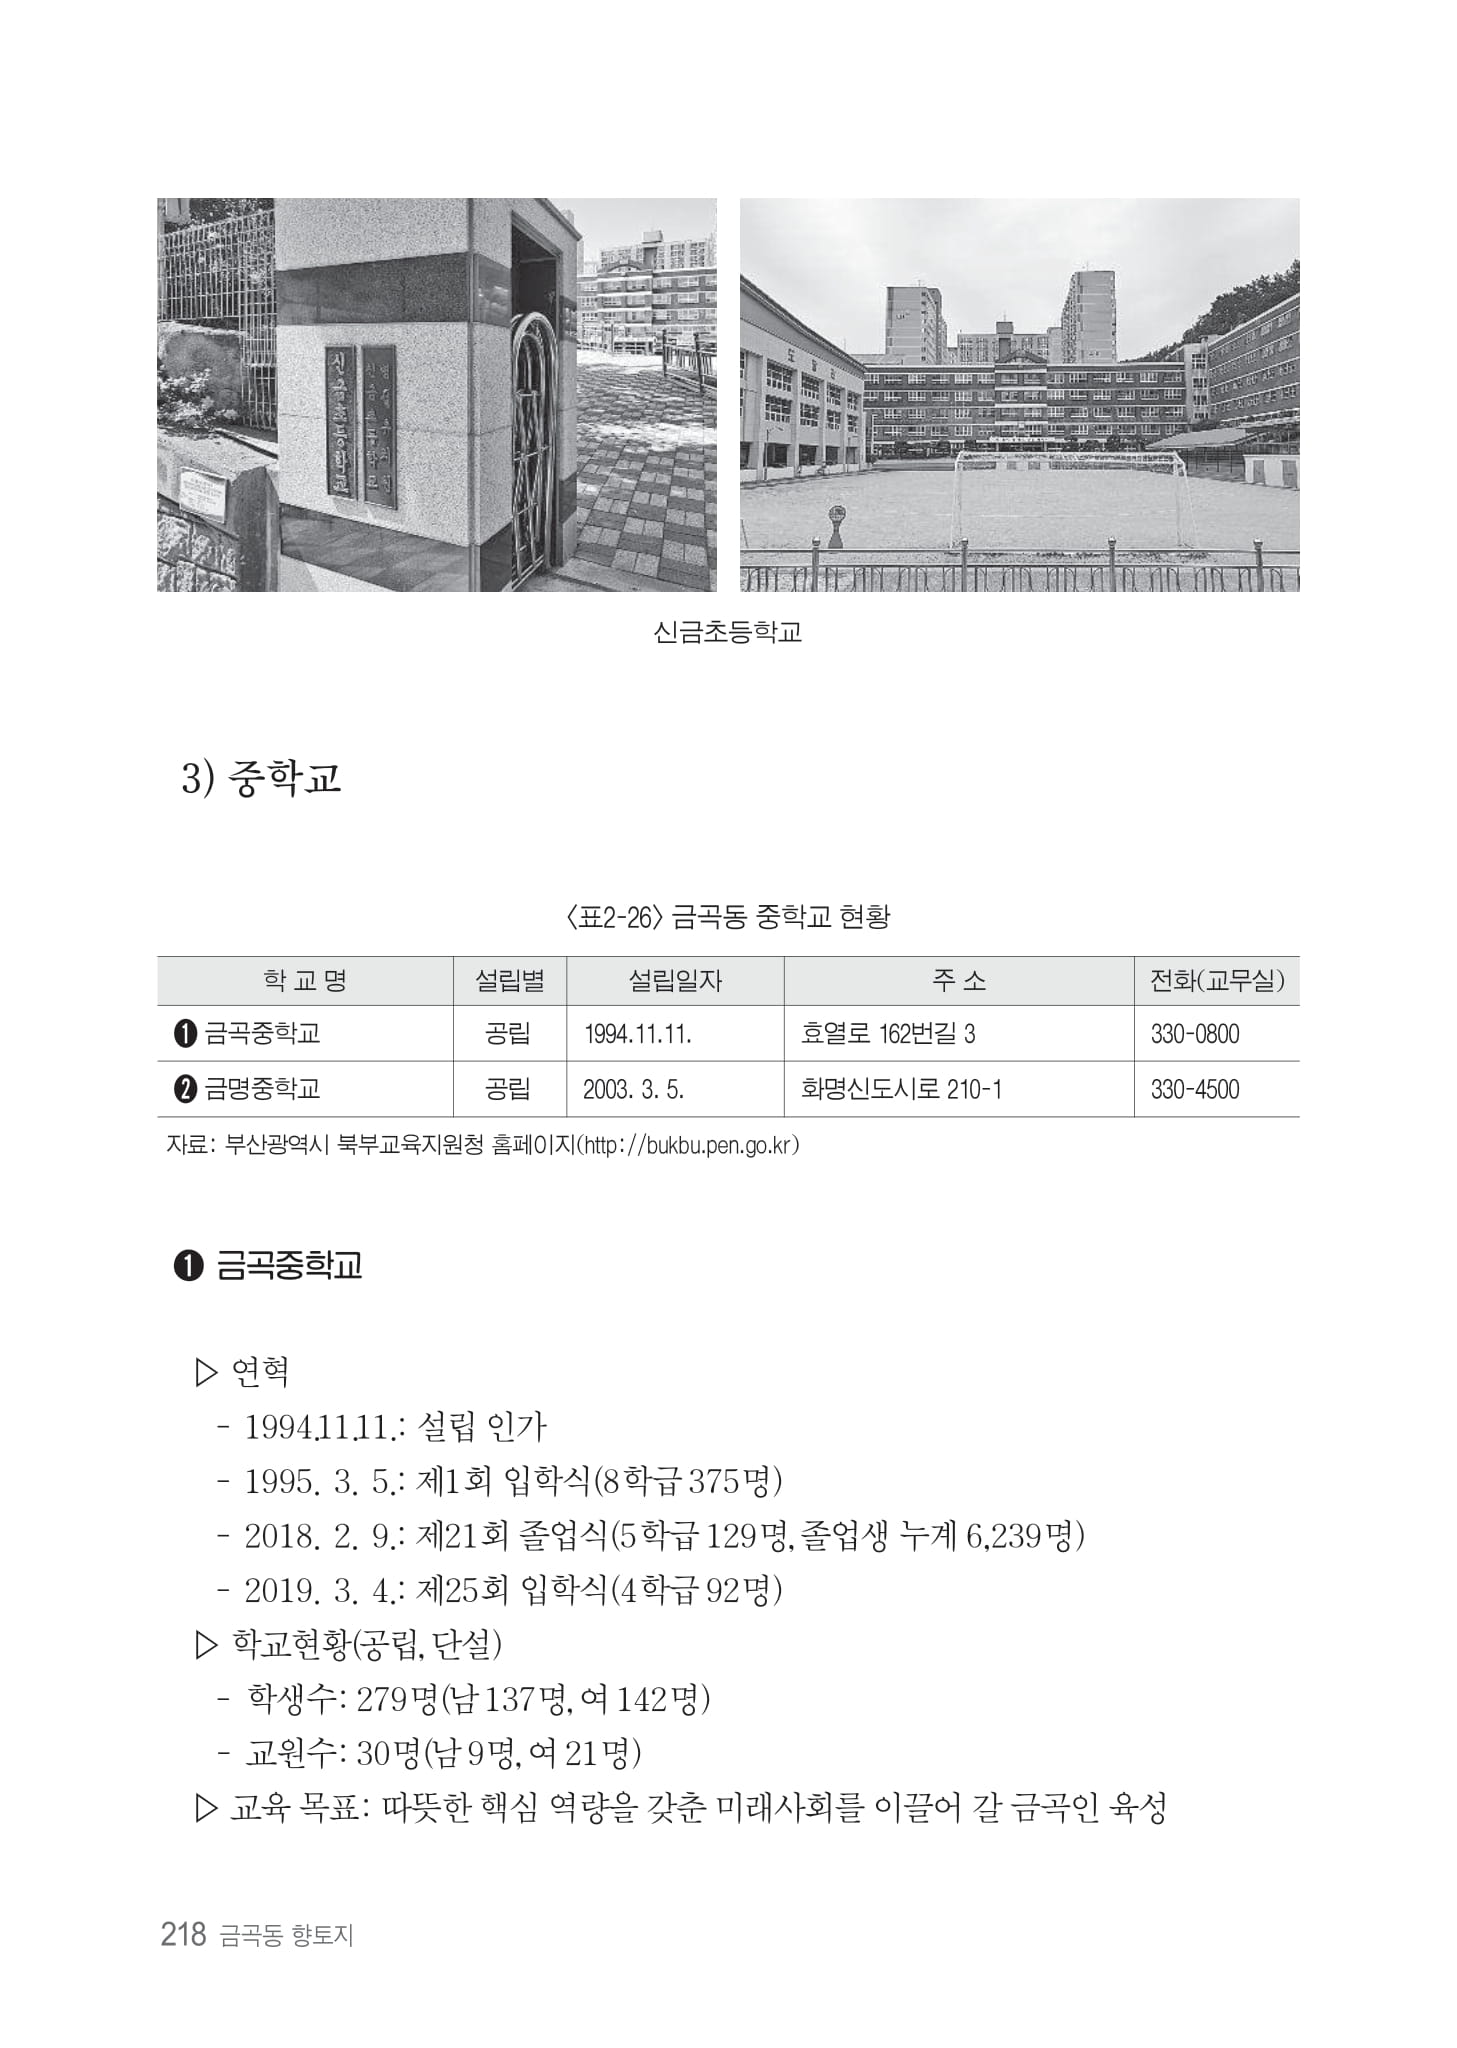 신금초등학교
신금초등학교
병설유치원
신금초등학교
3) 중학교
〈표2-26〉 금곡동 중학교 현황
학 교 명 설립별 설립일자 주 소 전화(교무실)
❶ 금곡중학교 공립 1994.11.11. 효열로 162번길 3 330-0800
❷ 금명중학교 공립 2003. 3. 5. 화명신도시로 210-1 330-4500
자료: 부산광역시 북부교육지원청 홈페이지(http://bukbu.pen.go.kr)
❶ 금곡중학교
▷ 연혁
- 1994.11.11.: 설립 인가
- 1995. 3. 5.: 제1회 입학식(8학급 375명)
- 2018. 2. 9.: 제21회 졸업식(5학급 129명, 졸업생 누계 6,239명)
- 2019. 3. 4.: 제25회 입학식(4학급 92명)
▷ 학교현황(공립, 단설)
- 학생수: 279명(남 137명, 여 142명)
- 교원수: 30명(남 9명, 여 21명)
▷ 교육 목표: 따뜻한 핵심 역량을 갖춘 미래사회를 이끌어 갈 금곡인 육성
218 금곡동 향토지